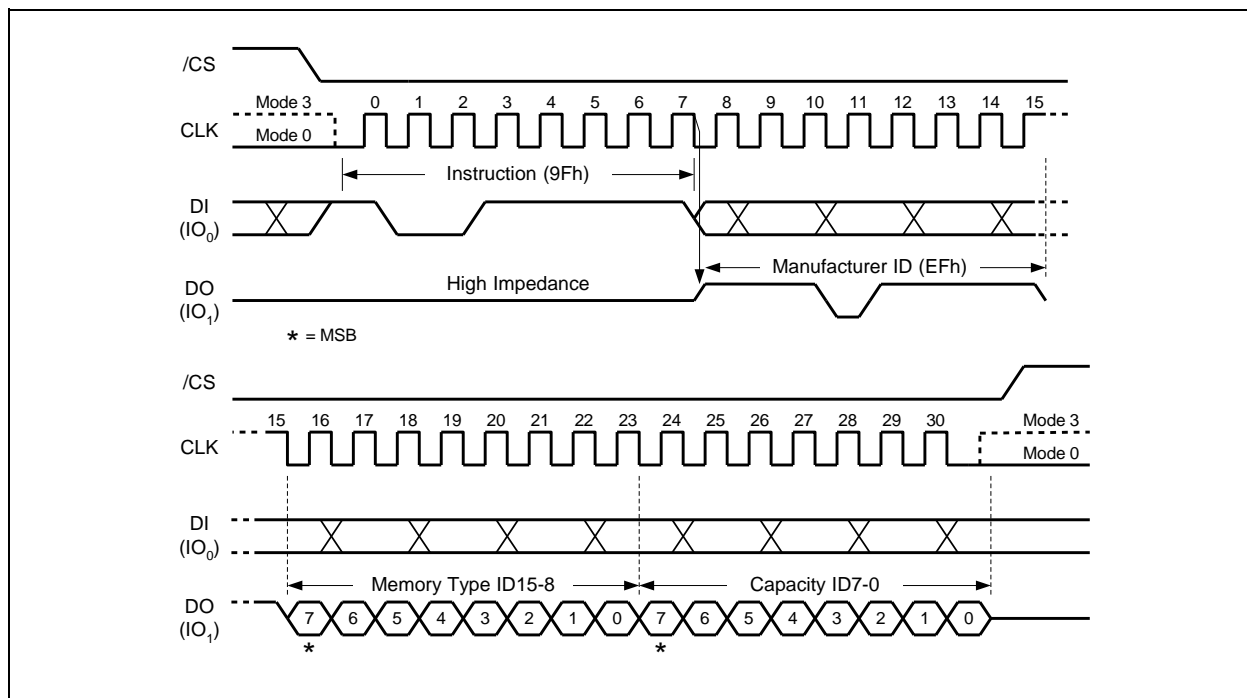 /CS
Mode 3 0 1 2 3 4 5 6 7 8 9 10 11 12 13 14 15
CLK
Mode 0
Instruction (9Fh)
DI
(IO0)
Manufacturer ID (EFh)
High Impedance
DO
(IO1)
* = MSB
/CS
15 16 17 18 19 20 21 22 23 24 25 26 27 28 29 30
Mode 3
CLK
Mode 0
DI
(IO0)
Memory Type ID15-8 Capacity ID7-0
DO
(IO1)
7 6 5 4 3 2 1 0 7 6 5 4 3 2 1 0
* *